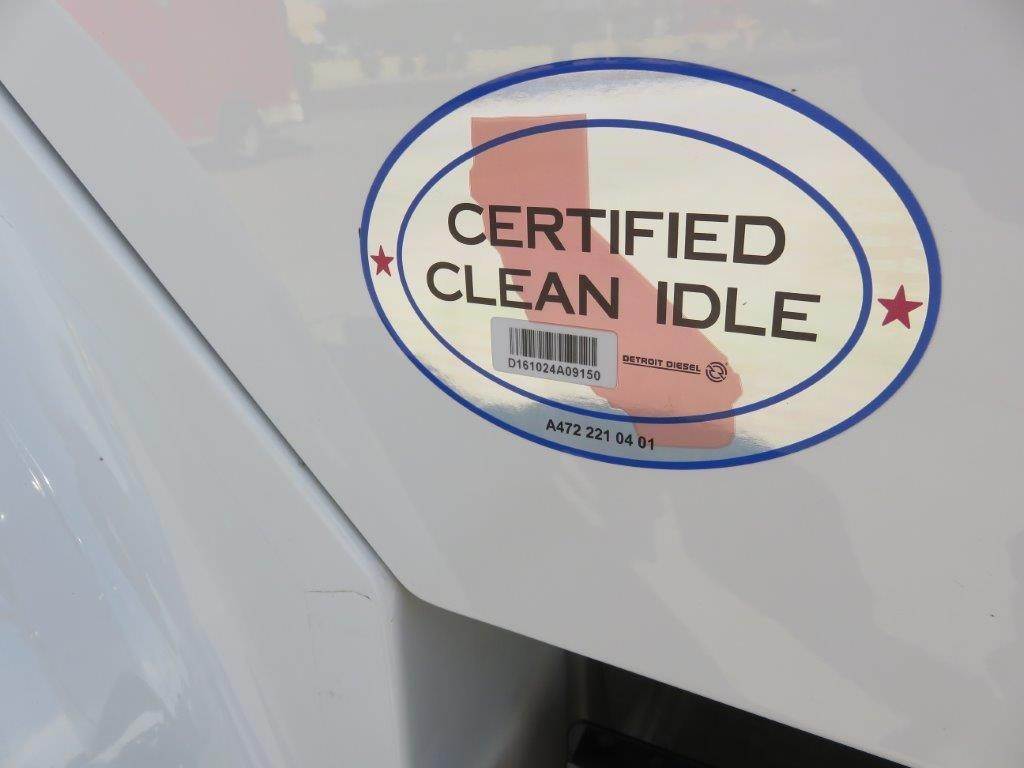 CERTIFIED
CLEAN IDLE
D161024A09150
DETROIT DIESEL
A472 221 04 01